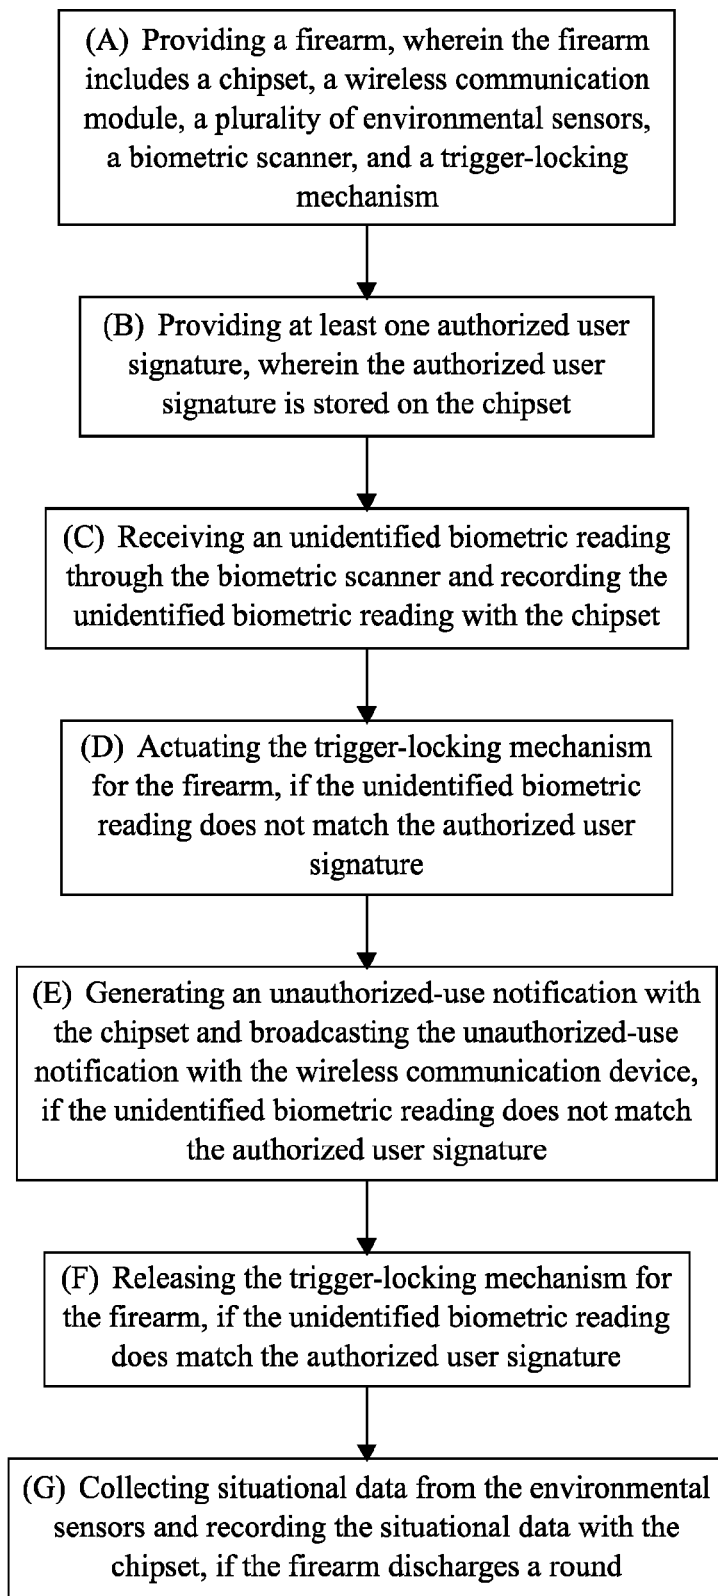 (A) Providing a firearm, wherein the firearm
includes a chipset, a wireless communication
module, a plurality of environmental sensors,
a biometric scanner, and a trigger-locking
mechanism
(B) Providing at least one authorized user
signature, wherein the authorized user
signature is stored on the chipset
(C) Receiving an unidentified biometric reading
through the biometric scanner and recording the
unidentified biometric reading with the chipset
(D) Actuating the trigger-locking mechanism
for the firearm, if the unidentified biometric
reading does not match the authorized user
signature
(E) Generating an unauthorized-use notification with
the chipset and broadcasting the unauthorized-use
notification with the wireless communication device,
if the unidentified biometric reading does not match
the authorized user signature
(F) Releasing the trigger-locking mechanism for
the firearm, if the unidentified biometric reading
does match the authorized user signature
(G) Collecting situational data from the environmental
sensors and recording the situational data with the
chipset, if the firearm discharges a round